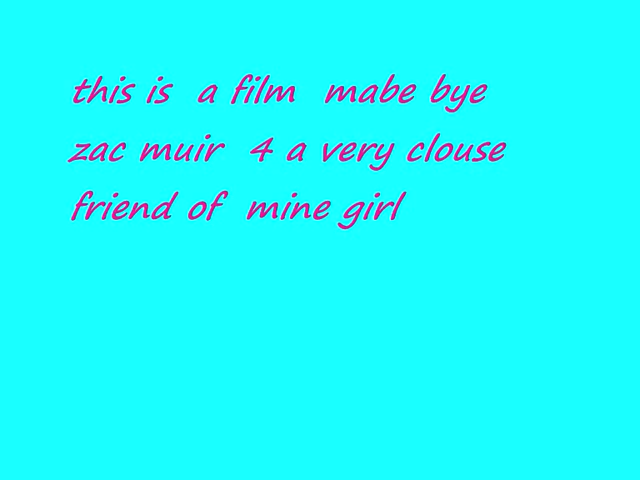 this is a film mabe bye
zac muir 4 a very clouse
friend of mine girl